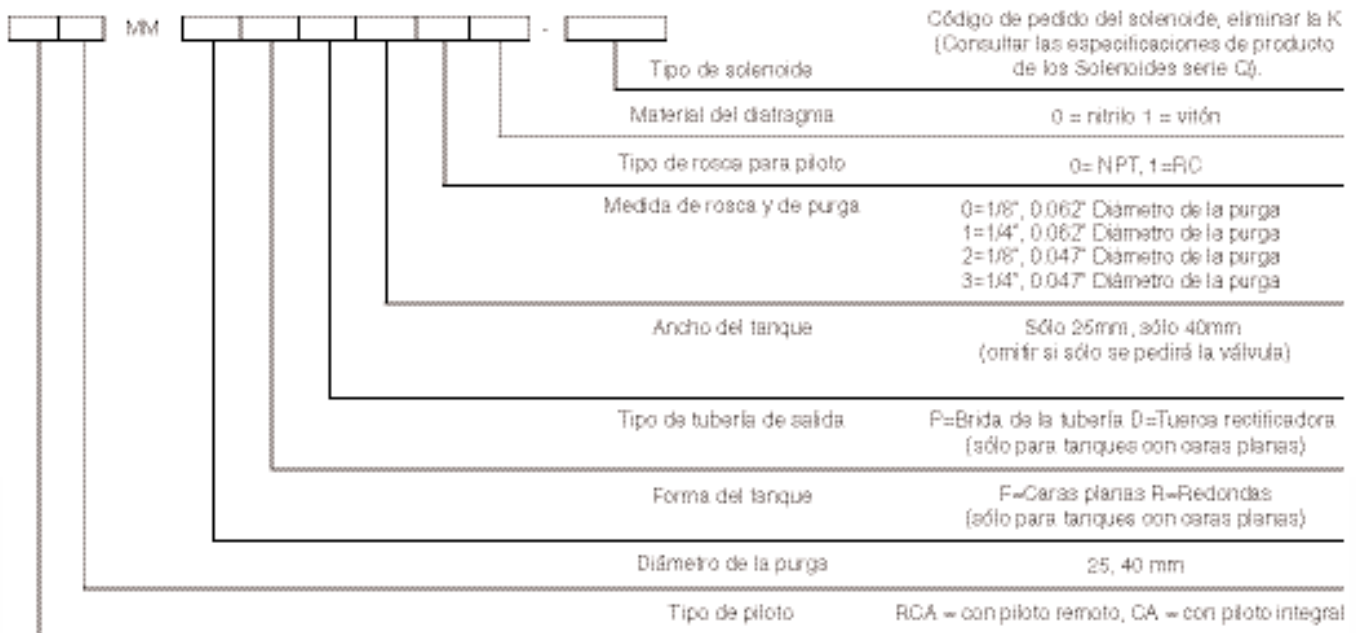 MM
-
Código de pedido del solenoide, eliminar la K
(Consultar las especificaciones de producto
Tipo de solenoide
de los Solenoides serie Q).
Material del diafragma
0 = nitrilo 1 = vitón
Tipo de rosca para piloto
0= NPT, 1=RC
Medida de rosca y de purga
0=1/8", 0.062" Diámetro de la purga
1=1/4", 0.062" Diámetro de la purga
2=1/8", 0.047" Diámetro de la purga
3=1/4", 0.047" Diámetro de la purga
Ancho del tanque
Sólo 25mm, sólo 40mm
(omitir si sólo se pedirá la válvula)
Tipo de tubería de salida
P=Brida de la tubería D=Tuerca rectificadora
(sólo para tanques con caras planas)
Forma del tanque
F=Caras planas R=Redondas
(sólo para tanques con caras planas)
Diámetro de la purga
25, 40 mm
Tipo de piloto
RCA = con piloto remoto, CA = con piloto integral